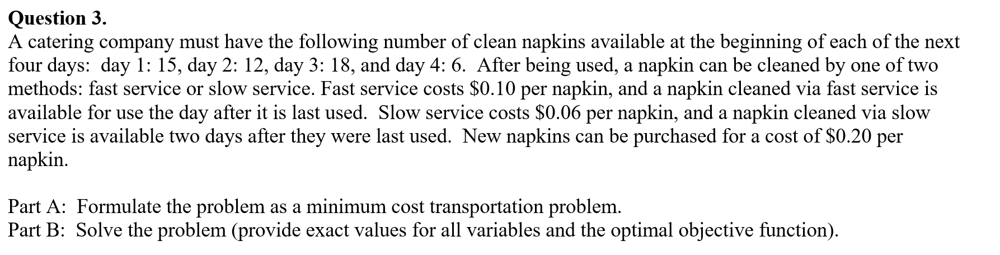 Question 3.
A catering company must have the following number of clean napkins available at the beginning of each of the next
four days:  day 1: 15, day 2: 12, day 3: 18, and day 4: 6.  After being used, a napkin can be cleaned by one of two
methods: fast service or slow service. Fast service costs $0.10 per napkin, and a napkin cleaned via fast service is
available for use the day after it is last used.  Slow service costs $0.06 per napkin, and a napkin cleaned via slow
service is available two days after they were last used.  New napkins can be purchased for a cost of $0.20 per
napkin.
Part A:  Formulate the problem as a minimum cost transportation problem.
Part B:  Solve the problem (provide exact values for all variables and the optimal objective function).